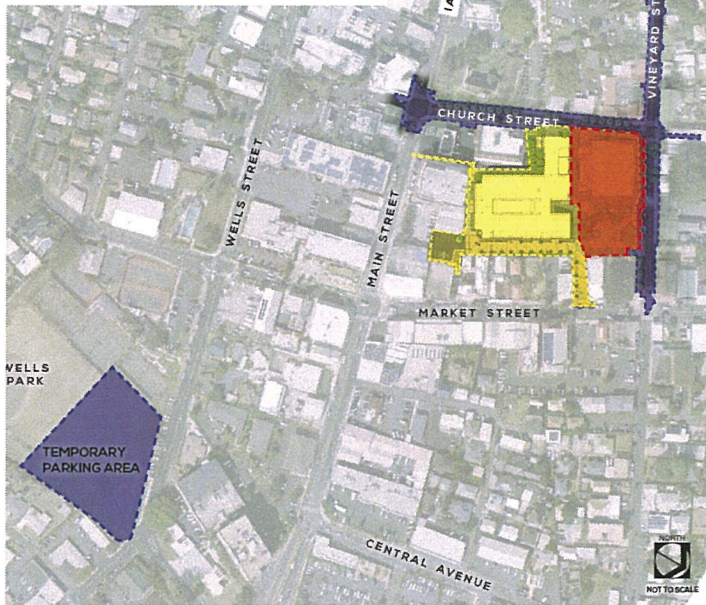 IA
VINEYARD ST
CHURCH STREET
WELLS STREET
MAIN STREET
MARKET STREET
WELLS
PARK
TEMPORARY
PARKING AREA
CENTRAL AVENUE
NORTH
NOT TO SCALE